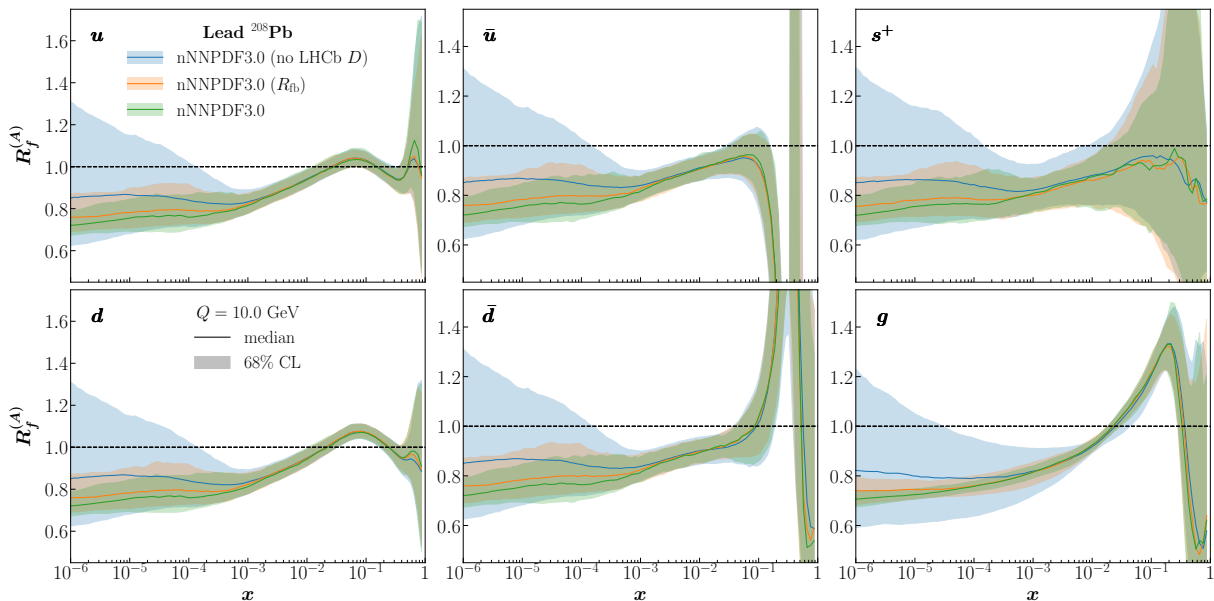 u
Lead ²⁰⁸Pb
nNNPDF3.0 (no LHCb D)
nNNPDF3.0 (R_fb)
nNNPDF3.0
R_f^(A)
1.6
1.4
1.2
1.0
0.8
0.6
ū
1.4
1.2
1.0
0.8
0.6
s⁺
1.4
1.2
1.0
0.8
0.6
d
Q = 10.0 GeV
median
68% CL
R_f^(A)
1.6
1.4
1.2
1.0
0.8
0.6
10⁻⁶ 10⁻⁵ 10⁻⁴ 10⁻³ 10⁻² 10⁻¹ 1
x
d̄
1.4
1.2
1.0
0.8
0.6
10⁻⁶ 10⁻⁵ 10⁻⁴ 10⁻³ 10⁻² 10⁻¹ 1
x
g
1.4
1.2
1.0
0.8
0.6
10⁻⁶ 10⁻⁵ 10⁻⁴ 10⁻³ 10⁻² 10⁻¹ 1
x